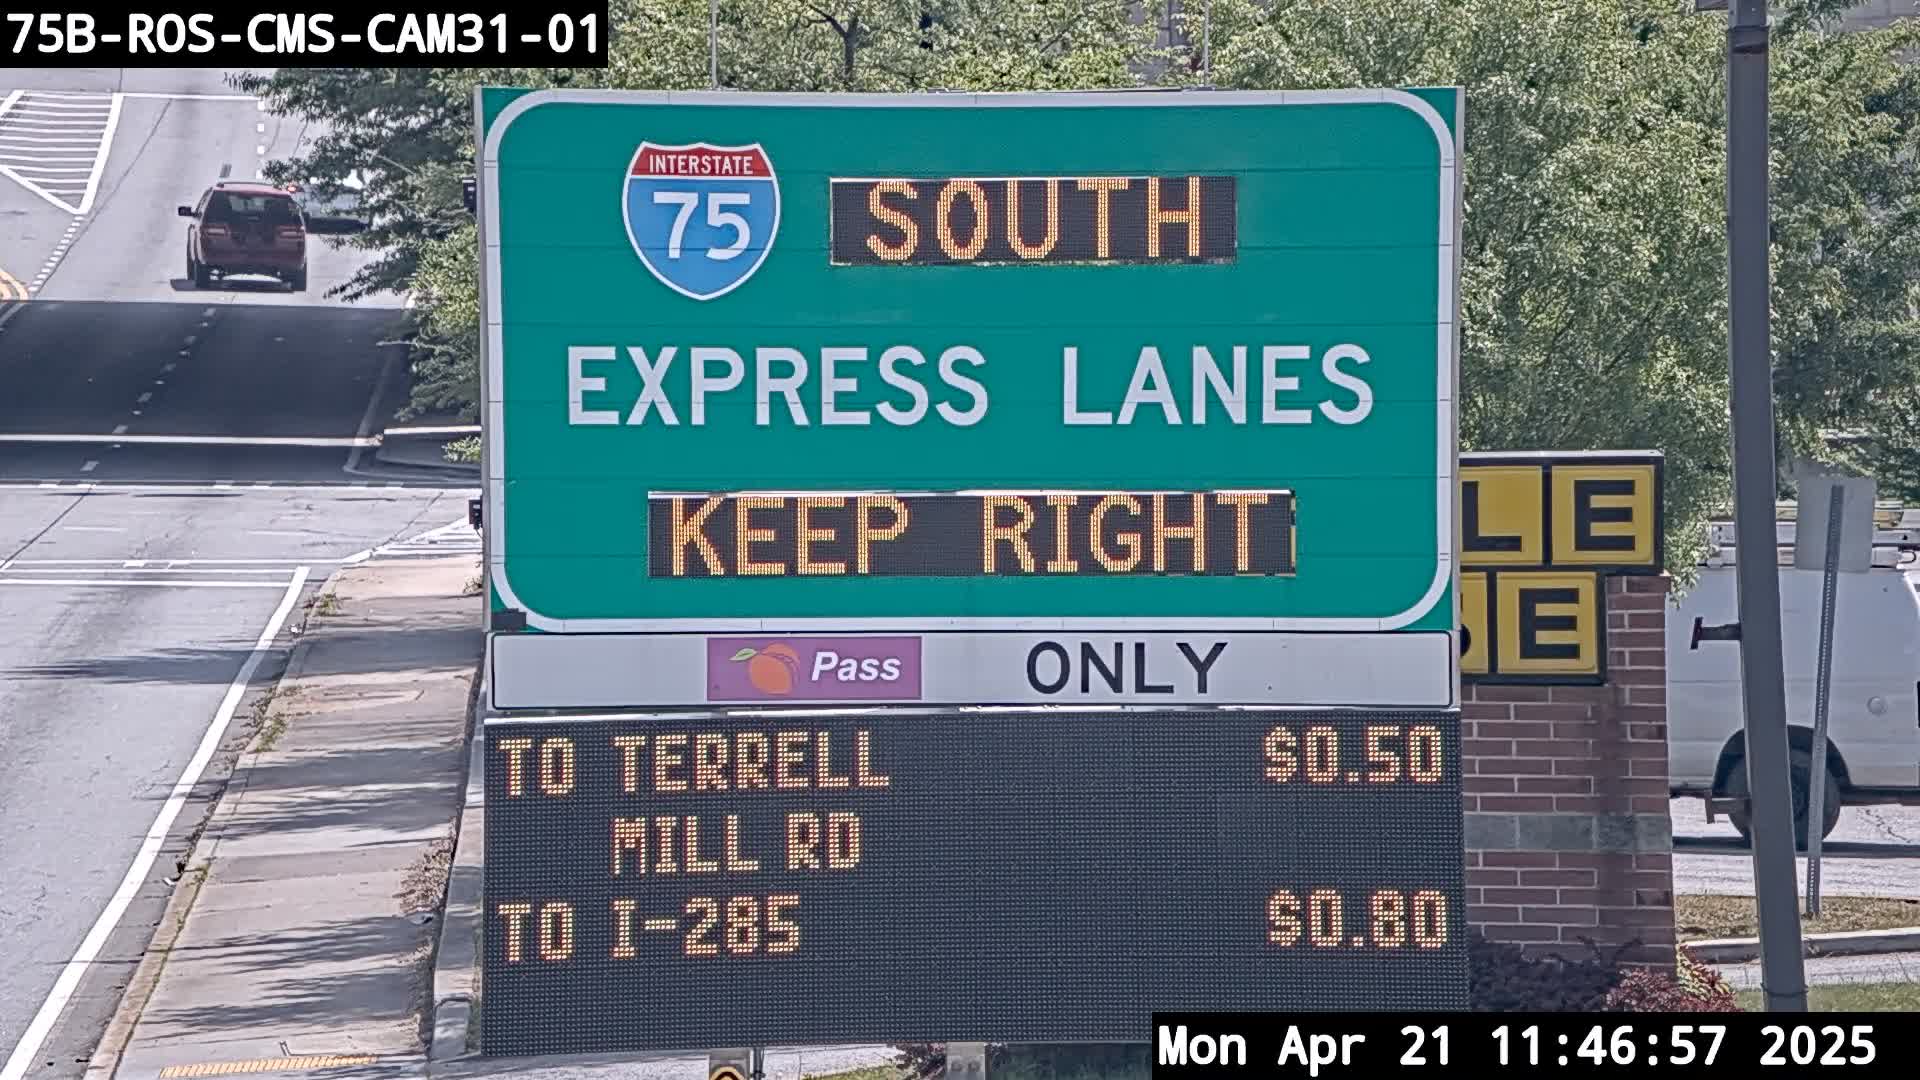 75B-ROS-CMS-CAM31-01
INTERSTATE
75
SOUTH
EXPRESS LANES
KEEP RIGHT
LE
E
Pass ONLY
TO TERRELL $0.50
MILL RD
TO I-285 $0.80
Mon Apr 21 11:46:57 2025